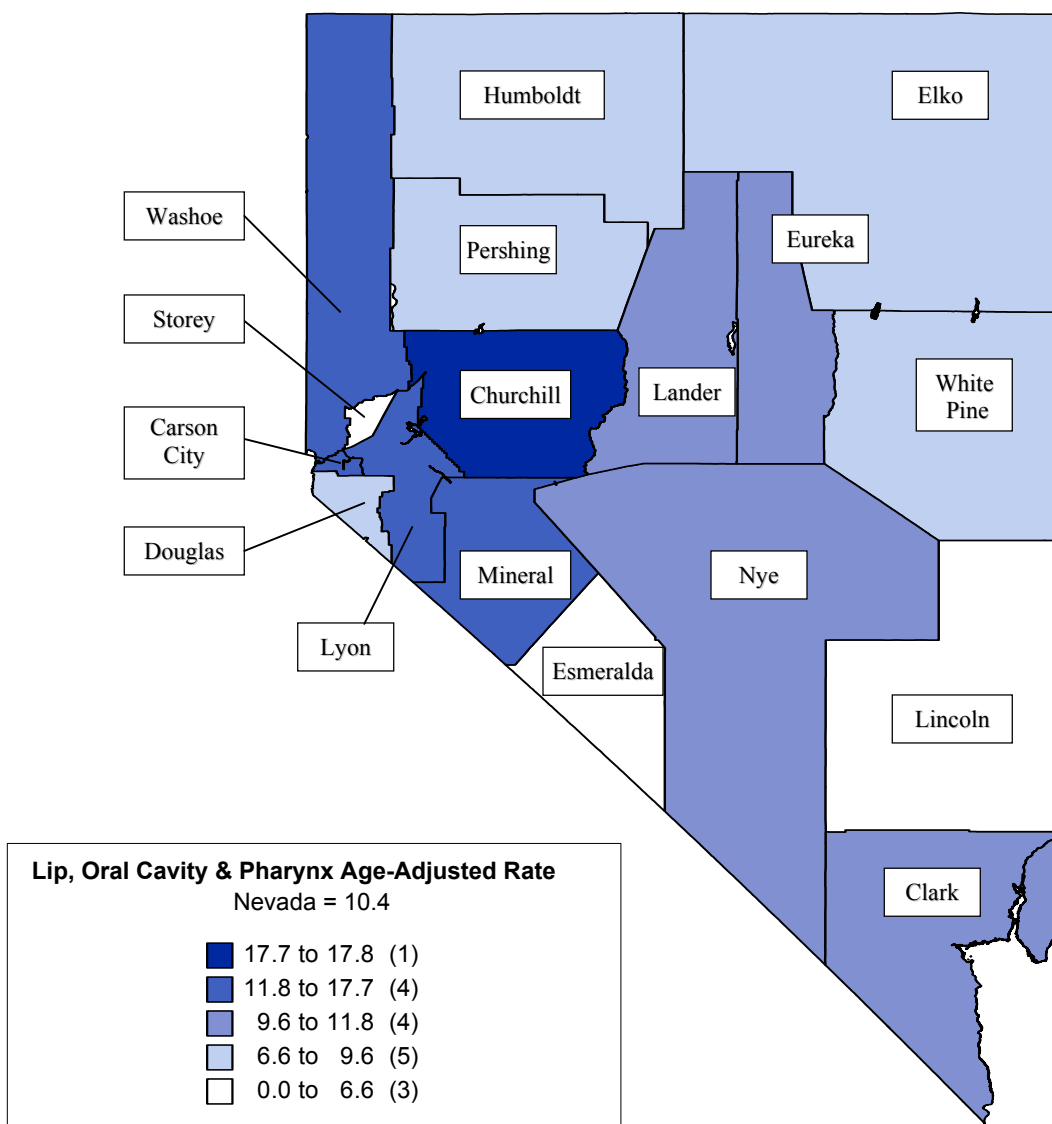 Humboldt
Elko
Washoe
Eureka
Pershing
Storey
Churchill
Lander
White
Pine
Carson
City
Douglas
Mineral
Nye
Lyon
Esmeralda
Lincoln
Clark
Lip, Oral Cavity & Pharynx Age-Adjusted Rate
Nevada = 10.4
17.7 to 17.8 (1)
11.8 to 17.7 (4)
9.6 to 11.8 (4)
6.6 to 9.6 (5)
0.0 to 6.6 (3)